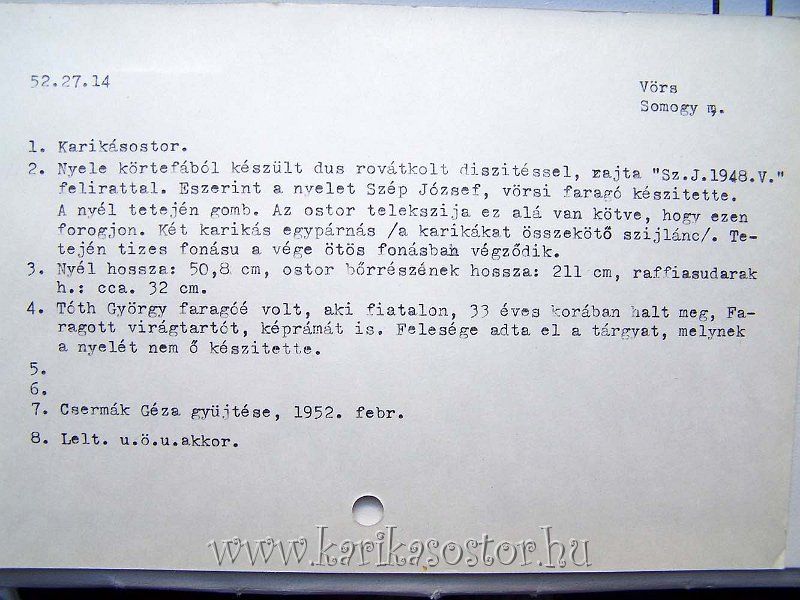 52.27.14
Vörs
Somogy m.
1. Karikásostor.
2. Nyele körtefából készült dus rovátkolt diszitéssel, rajta "Sz.J.1948.V."
felirattal. Eszerint a nyelet Szép József, vörsi faragó készitette.
A nyél tetején gomb. Az ostor telekszija ez alá van kötve, hogy ezen
forogjon. Két karikás egypárnás /a karikákat összekötő szijlánc/. Te-
tején tizes fonásu a vége ötös fonásban végződik.
3. Nyél hossza: 50,8 cm, ostor bőrrészének hossza: 211 cm, raffiasudarak
h.: cca. 32 cm.
4. Tóth György faragóé volt, aki fiatalon, 33 éves korában halt meg, Fa-
ragott virágtartót, képrámát is. Felesége adta el a tárgyat, melynek
a nyelét nem ő készitette.
5.
6.
7. Csermák Géza gyüjtése, 1952. febr.
8. Lelt. u.ö.u.akkor.
www.karikasostor.hu